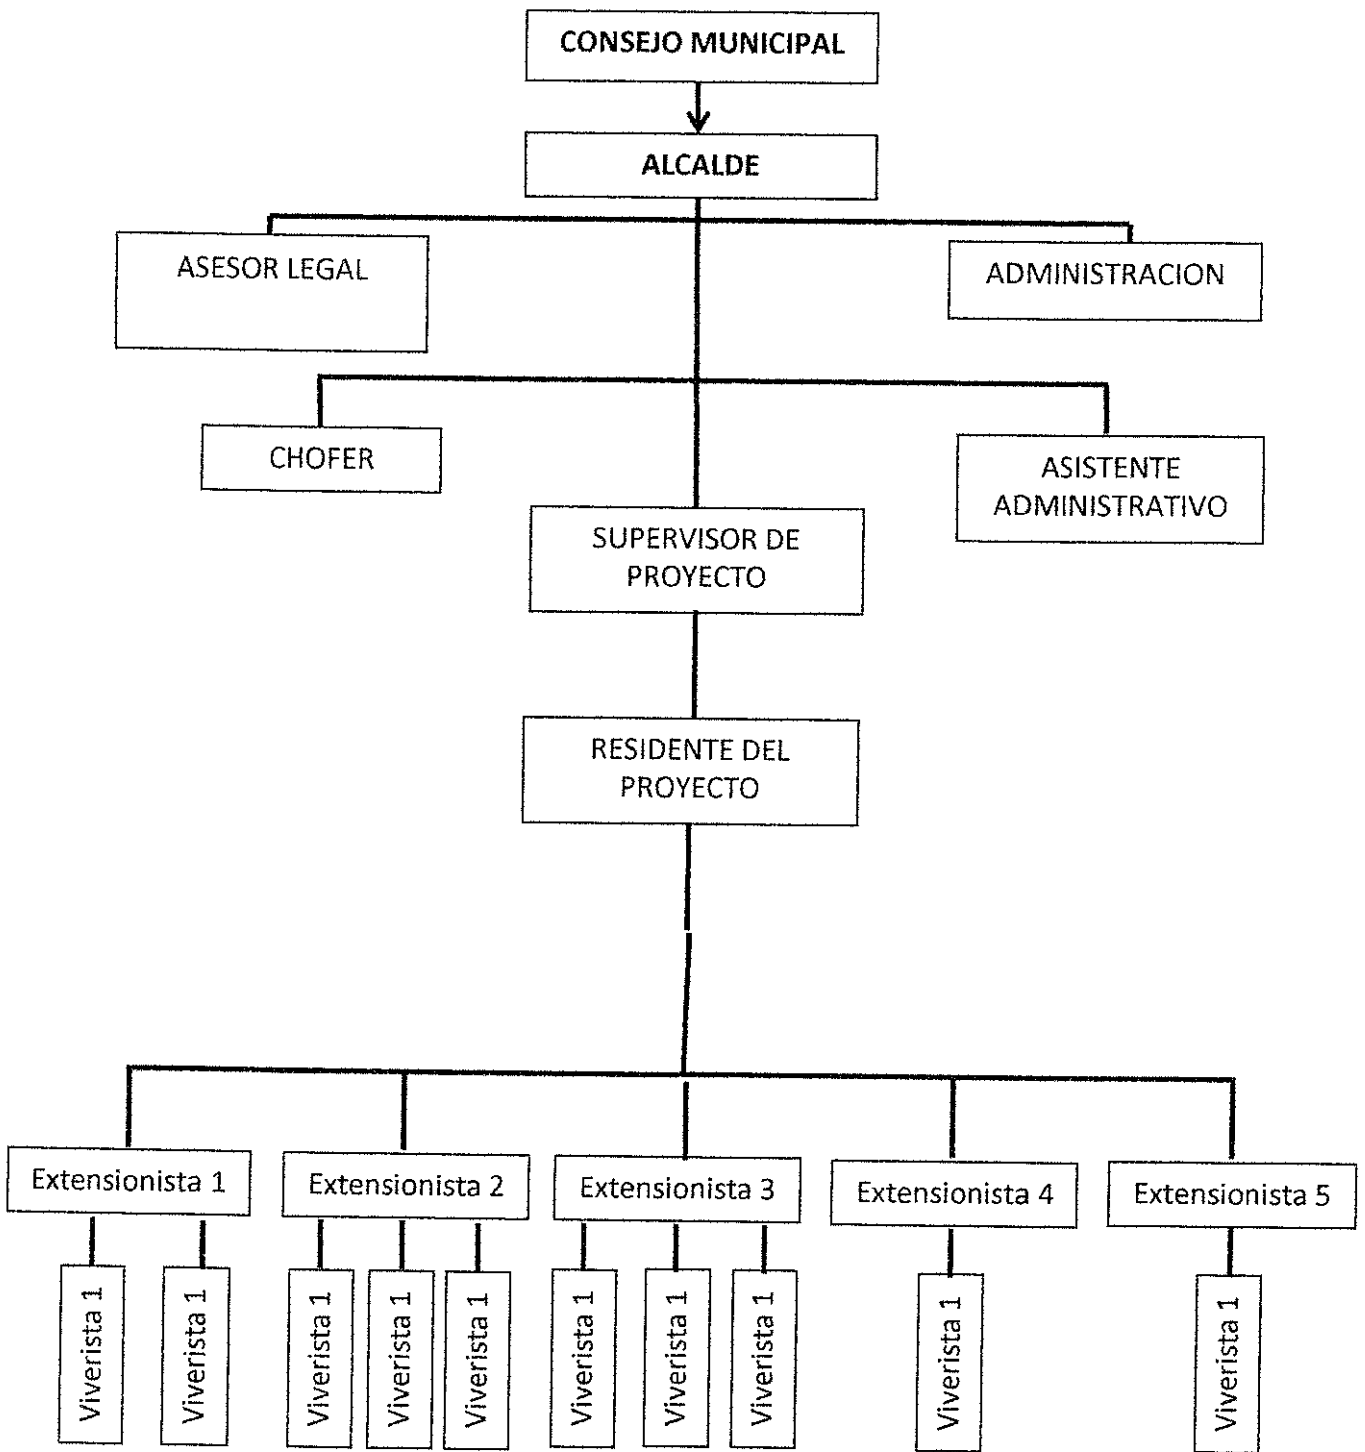 CONSEJO MUNICIPAL
ALCALDE
ASESOR LEGAL
ADMINISTRACION
CHOFER
ASISTENTE
ADMINISTRATIVO
SUPERVISOR DE
PROYECTO
RESIDENTE DEL
PROYECTO
Extensionista 1
Extensionista 2
Extensionista 3
Extensionista 4
Extensionista 5
Viverista 1
Viverista 1
Viverista 1
Viverista 1
Viverista 1
Viverista 1
Viverista 1
Viverista 1
Viverista 1
Viverista 1